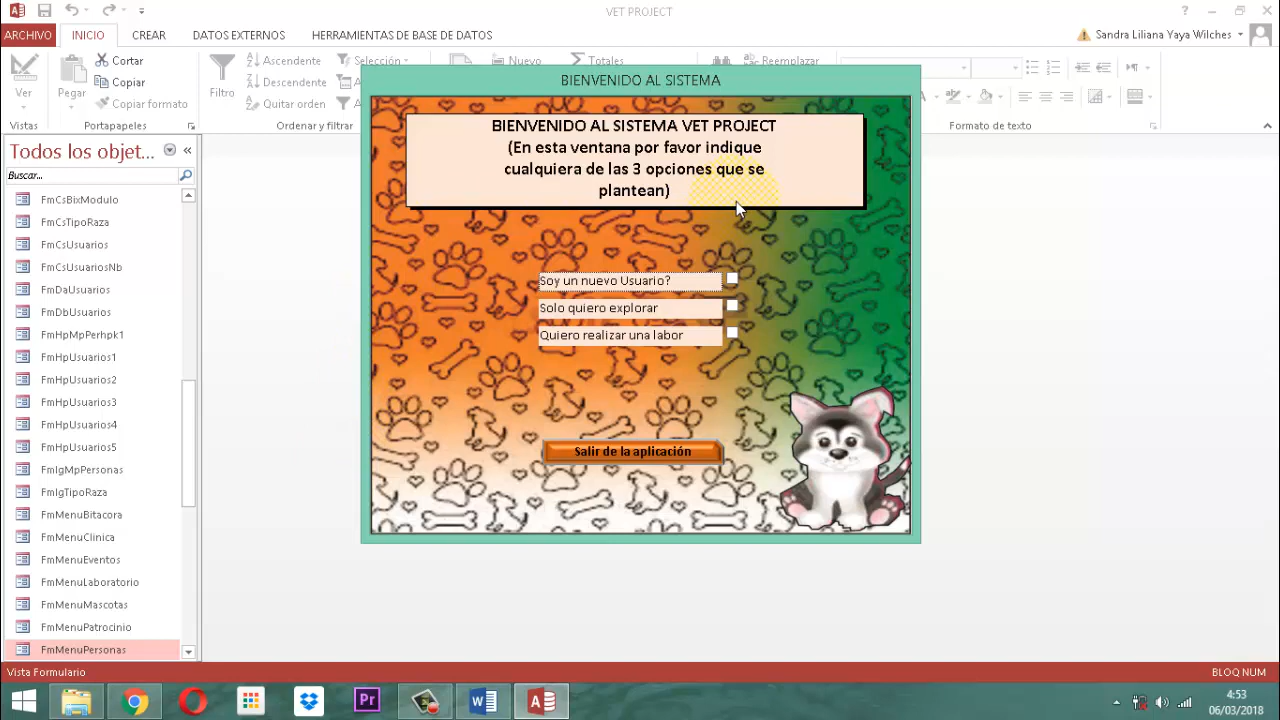 VET PROJECT
ARCHIVO INICIO CREAR DATOS EXTERNOS HERRAMIENTAS DE BASE DE DATOS Sandra Liliana Yaya Wilches
Ver
Vistas
Pegar
Cortar
Copiar
Copiar formato
Portapapeles
Filtro
Ascendente
Descendente
Quitar
Ordenar y filtrar
Selección
Nuevo
Totales
Reemplazar
Formato de texto
Todos los objet...
Buscar...
FmCsBixModulo
FmCsTipoRaza
FmCsUsuarios
FmCsUsuariosNb
FmDaUsuarios
FmDbUsuarios
FmHpMpPerhpk1
FmHpUsuarios1
FmHpUsuarios2
FmHpUsuarios3
FmHpUsuarios4
FmHpUsuarios5
FmIgMpPersonas
FmIgTipoRaza
FmMenuBitacora
FmMenuClinica
FmMenuEventos
FmMenuLaboratorio
FmMenuMascotas
FmMenuPatrocinio
FmMenuPersonas
BIENVENIDO AL SISTEMA
BIENVENIDO AL SISTEMA VET PROJECT
(En esta ventana por favor indique
cualquiera de las 3 opciones que se
plantean)
Soy un nuevo Usuario?
Solo quiero explorar
Quiero realizar una labor
Salir de la aplicación
Vista Formulario
BLOQ NUM
Pr
4:53
06/03/2018